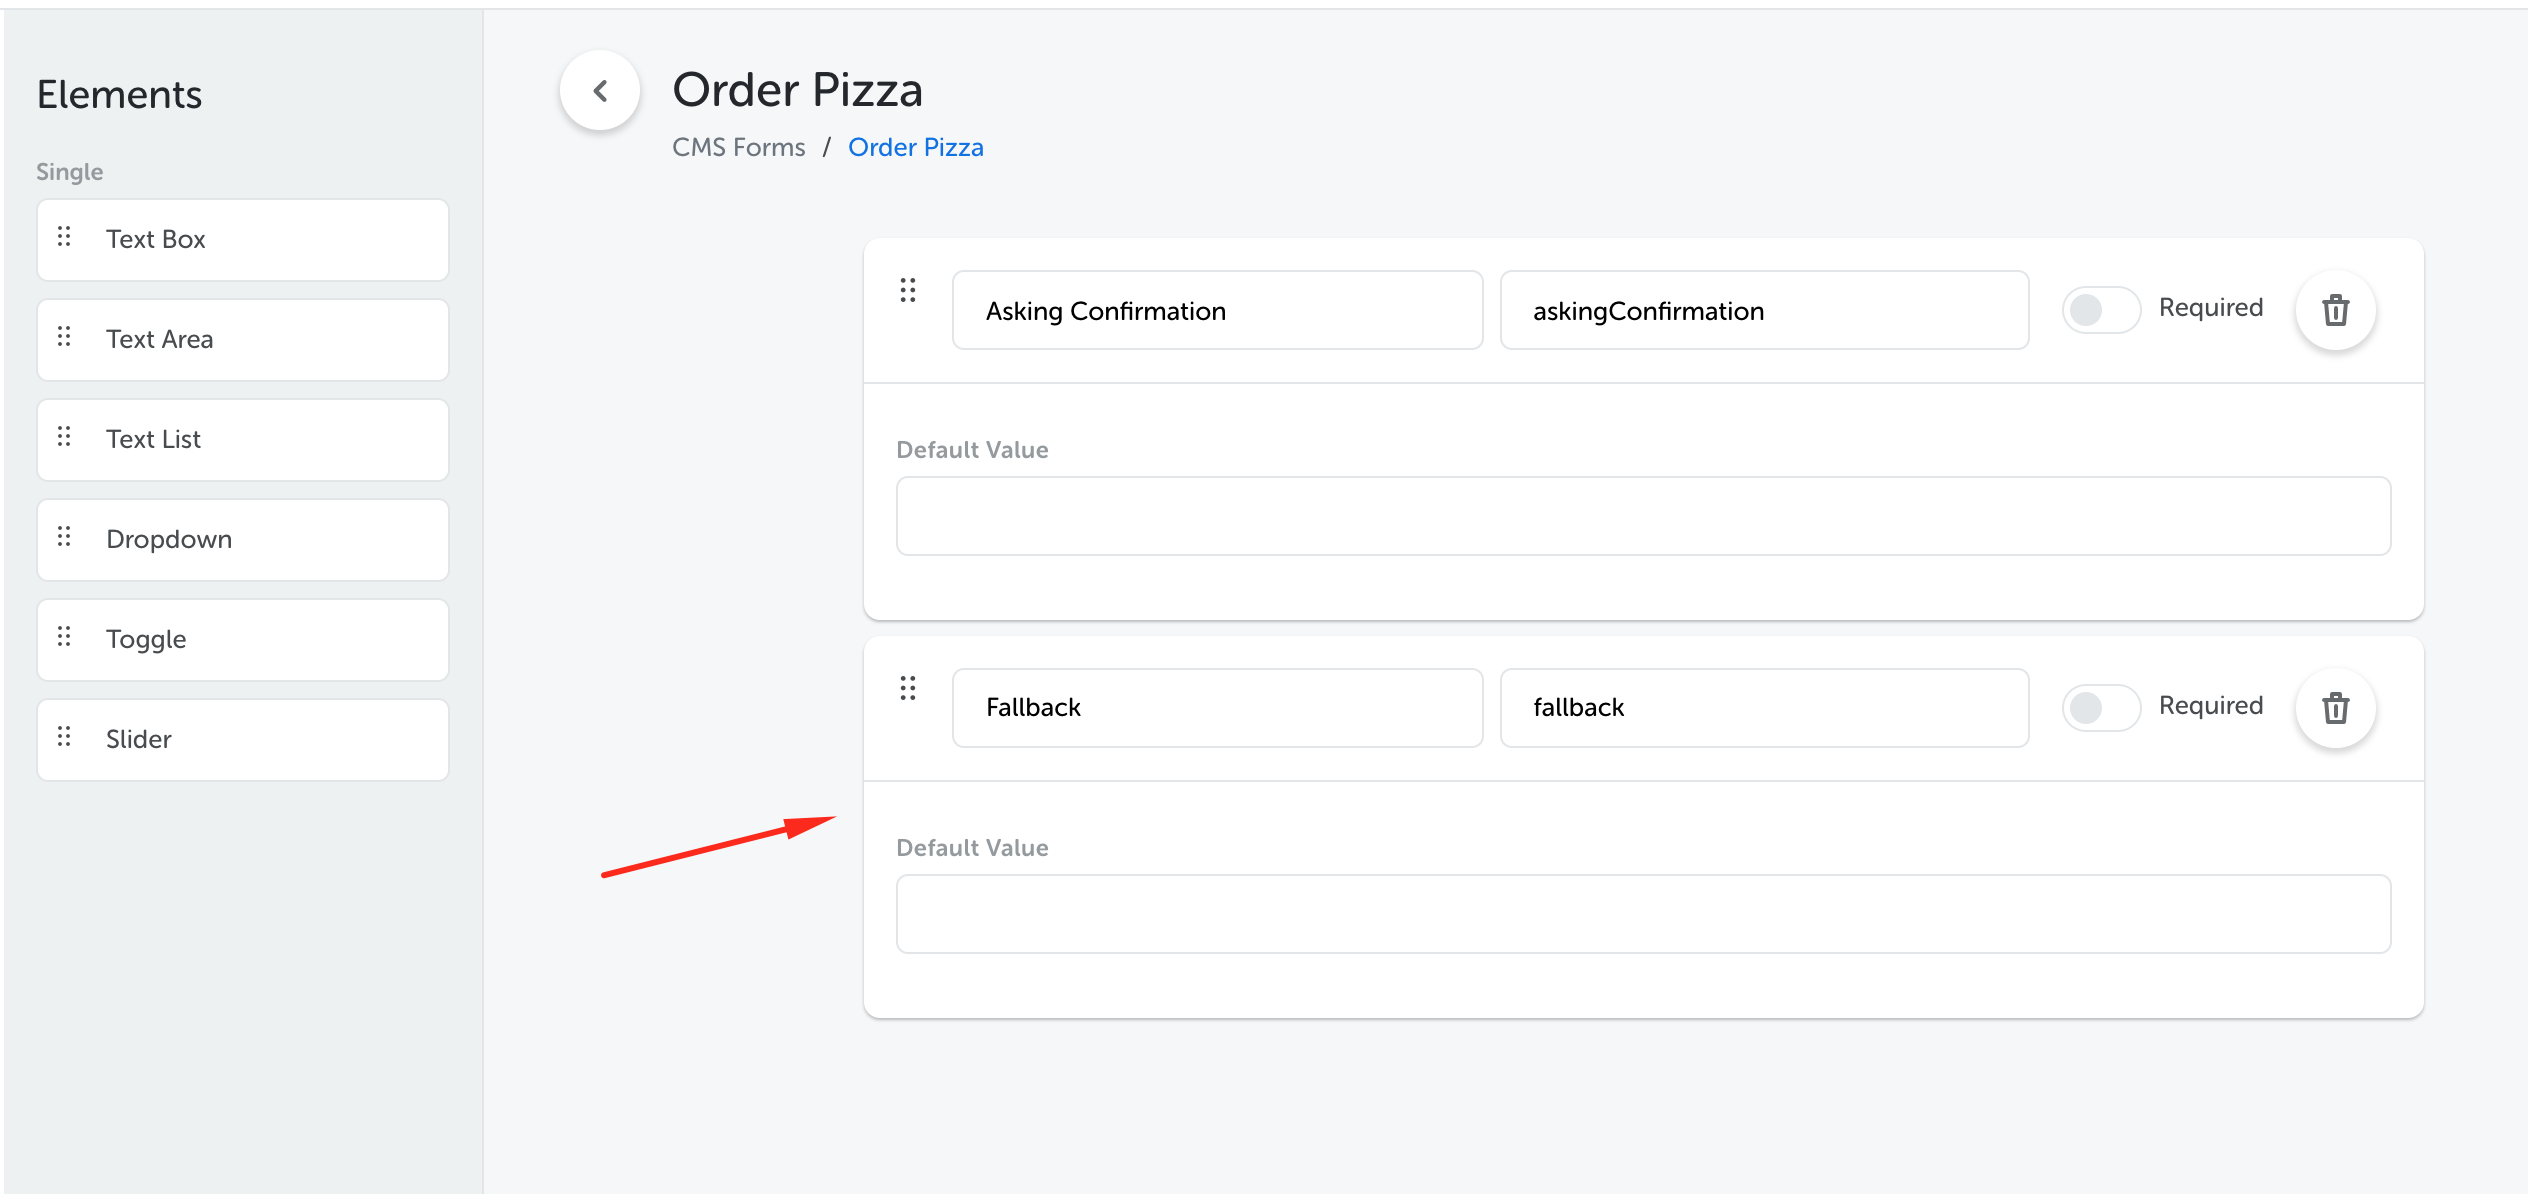 Elements
Single
Text Box
Text Area
Text List
Dropdown
Toggle
Slider
Order Pizza
CMS Forms / Order Pizza
Asking Confirmation askingConfirmation Required
Default Value
Fallback fallback Required
Default Value